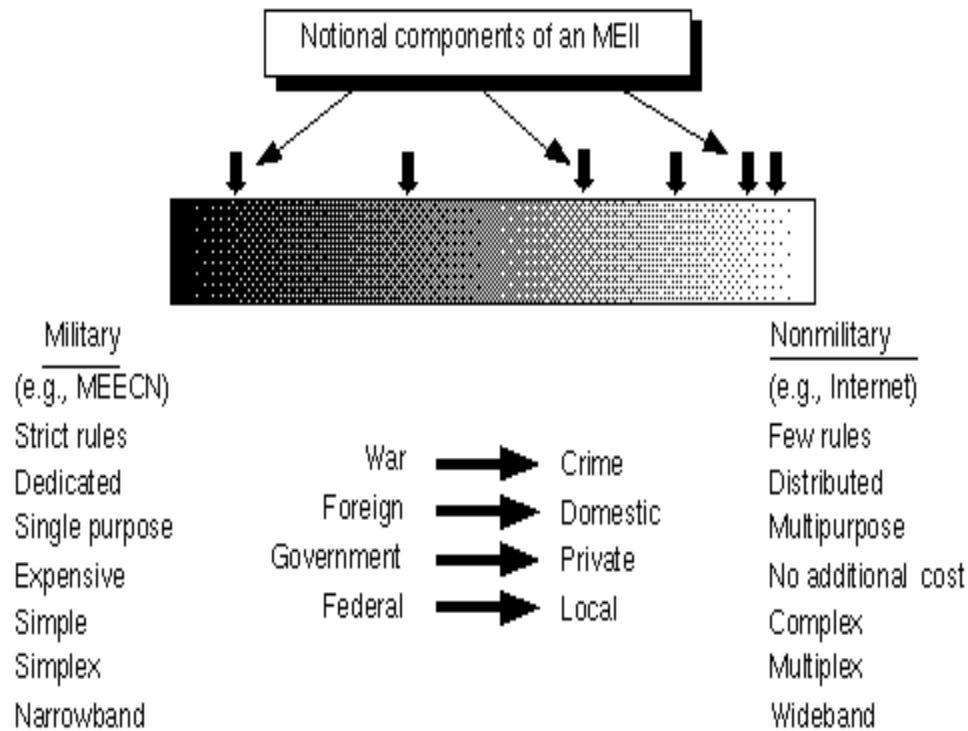 Notional components of an MEII
Military
(e.g., MEECN)
Strict rules
Dedicated
Single purpose
Expensive
Simple
Simplex
Narrowband
War Crime
Foreign Domestic
Government Private
Federal Local
Nonmilitary
(e.g., Internet)
Few rules
Distributed
Multipurpose
No additional cost
Complex
Multiplex
Wideband